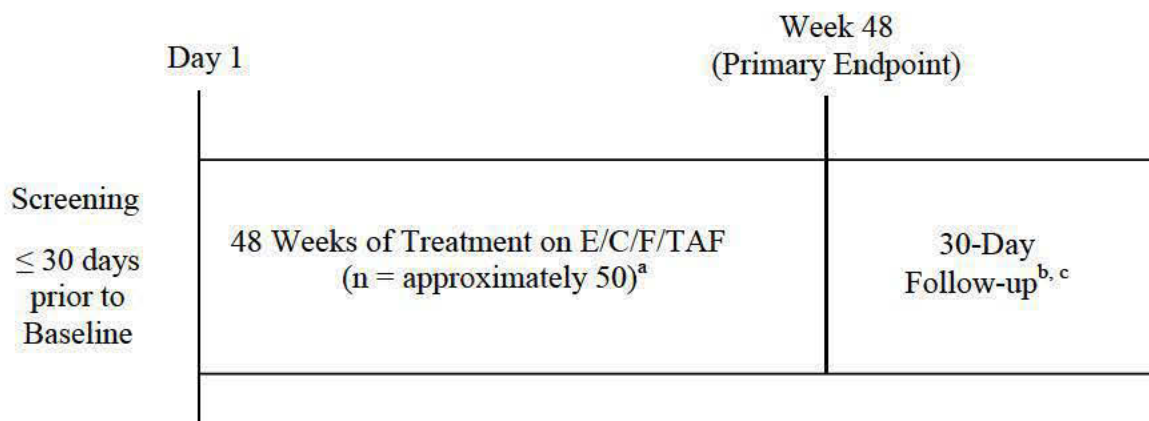 Day 1
Week 48
(Primary Endpoint)
Screening
≤ 30 days
prior to
Baseline
48 Weeks of Treatment on E/C/F/TAF
(n = approximately 50)a
30-Day
Follow-upb, c